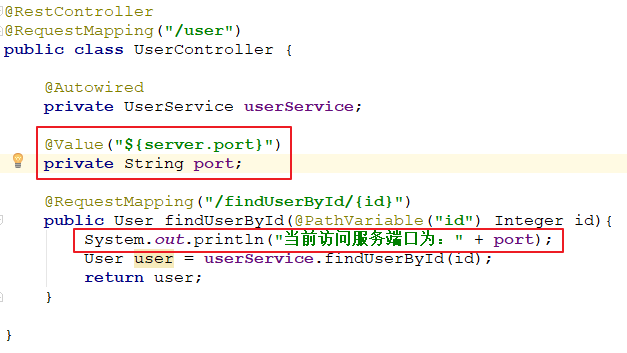 @RestController
@RequestMapping("/user")
public class UserController {
@Autowired
private UserService userService;
@Value("${server.port}")
private String port;
@RequestMapping("/findUserById/{id}")
public User findUserById(@PathVariable("id") Integer id){
System.out.println("当前访问服务端口为：" + port);
User user = userService.findUserById(id);
return user;
}
}